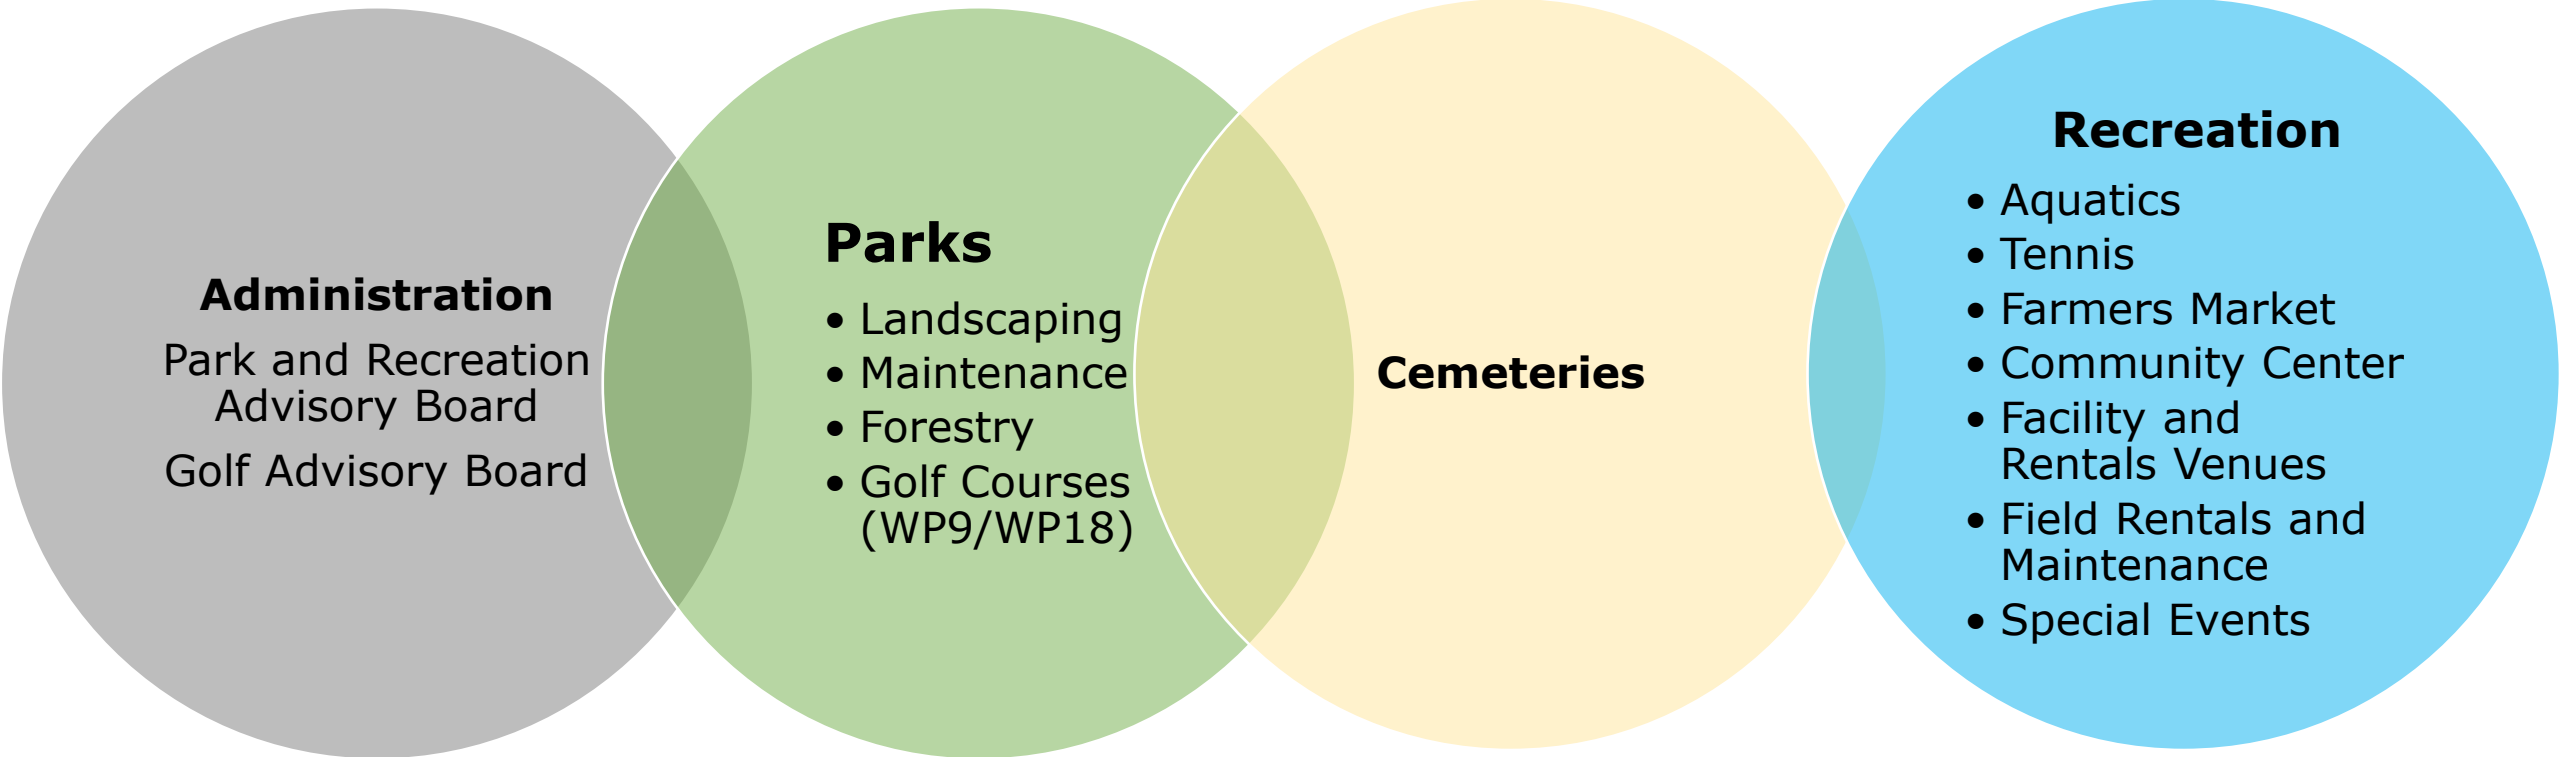 Administration
Park and Recreation
Advisory Board
Golf Advisory Board
Parks
• Landscaping
• Maintenance
• Forestry
• Golf Courses
(WP9/WP18)
Cemeteries
Recreation
• Aquatics
• Tennis
• Farmers Market
• Community Center
• Facility and
Rentals Venues
• Field Rentals and
Maintenance
• Special Events